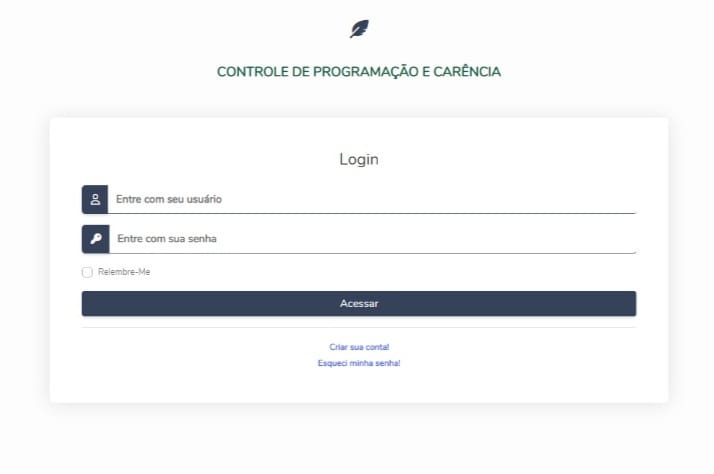 CONTROLE DE PROGRAMAÇÃO E CARÊNCIA
Login
Entre com seu usuário
Entre com sua senha
Relembre-Me
Acessar
Criar sua conta!
Esqueci minha senha!